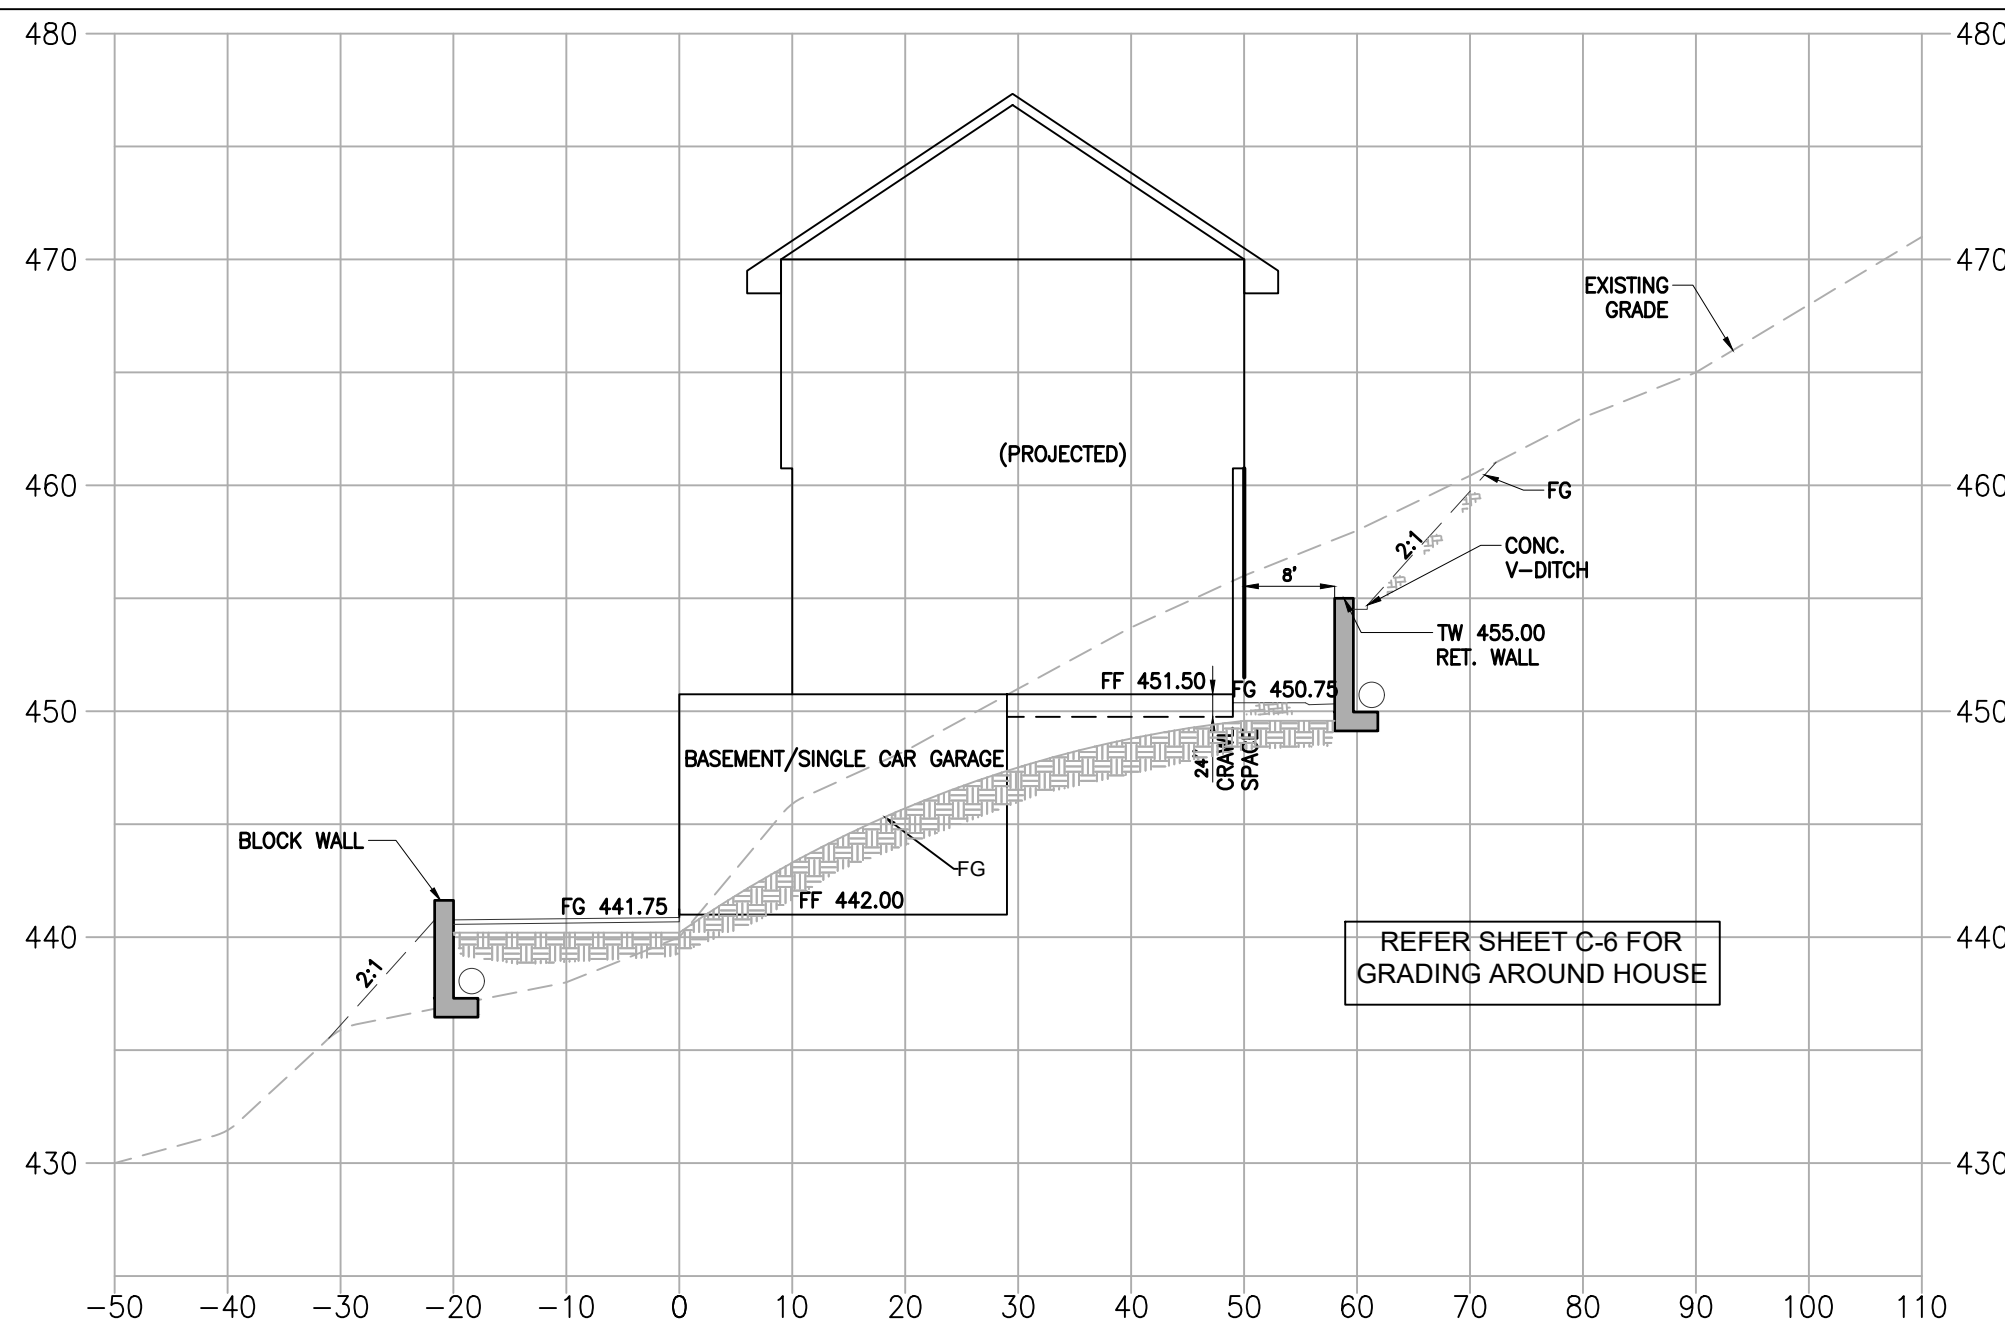 480
480
470
470
EXISTING
GRADE
(PROJECTED)
460
460
FG
2:1
CONC.
V-DITCH
8'
TW 455.00
RET. WALL
FF 451.50
FG 450.75
450
450
BASEMENT/SINGLE CAR GARAGE
24"
CRAWL
SPACE
BLOCK WALL
FG
FF 442.00
FG 441.75
440
440
REFER SHEET C-6 FOR
GRADING AROUND HOUSE
2:1
430
430
-50 -40 -30 -20 -10 0 10 20 30 40 50 60 70 80 90 100 110